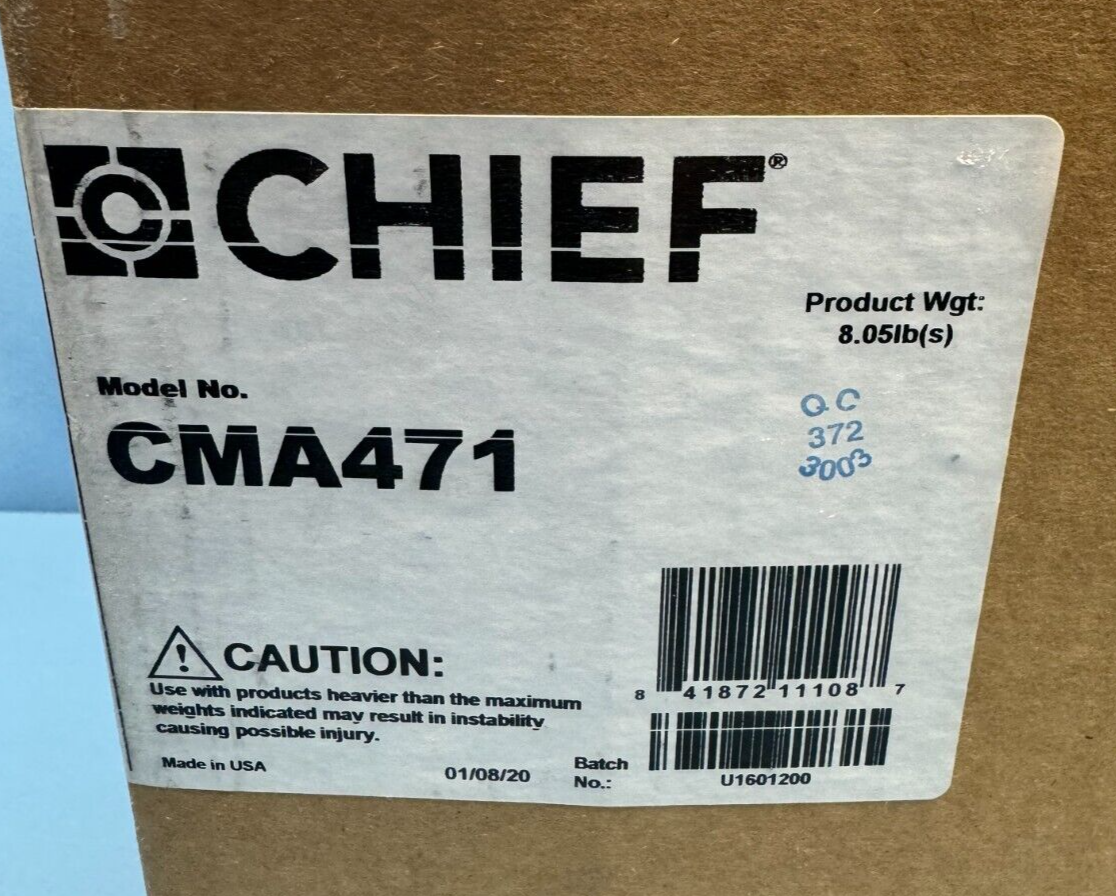 CHIEF®
Product Wgt:
8.05lb(s)
Model No.
CMA471
QC
372
3003
CAUTION:
Use with products heavier than the maximum
weights indicated may result in instability
causing possible injury.
8 41872 11108 7
Made in USA
01/08/20
Batch
No.:
U1601200